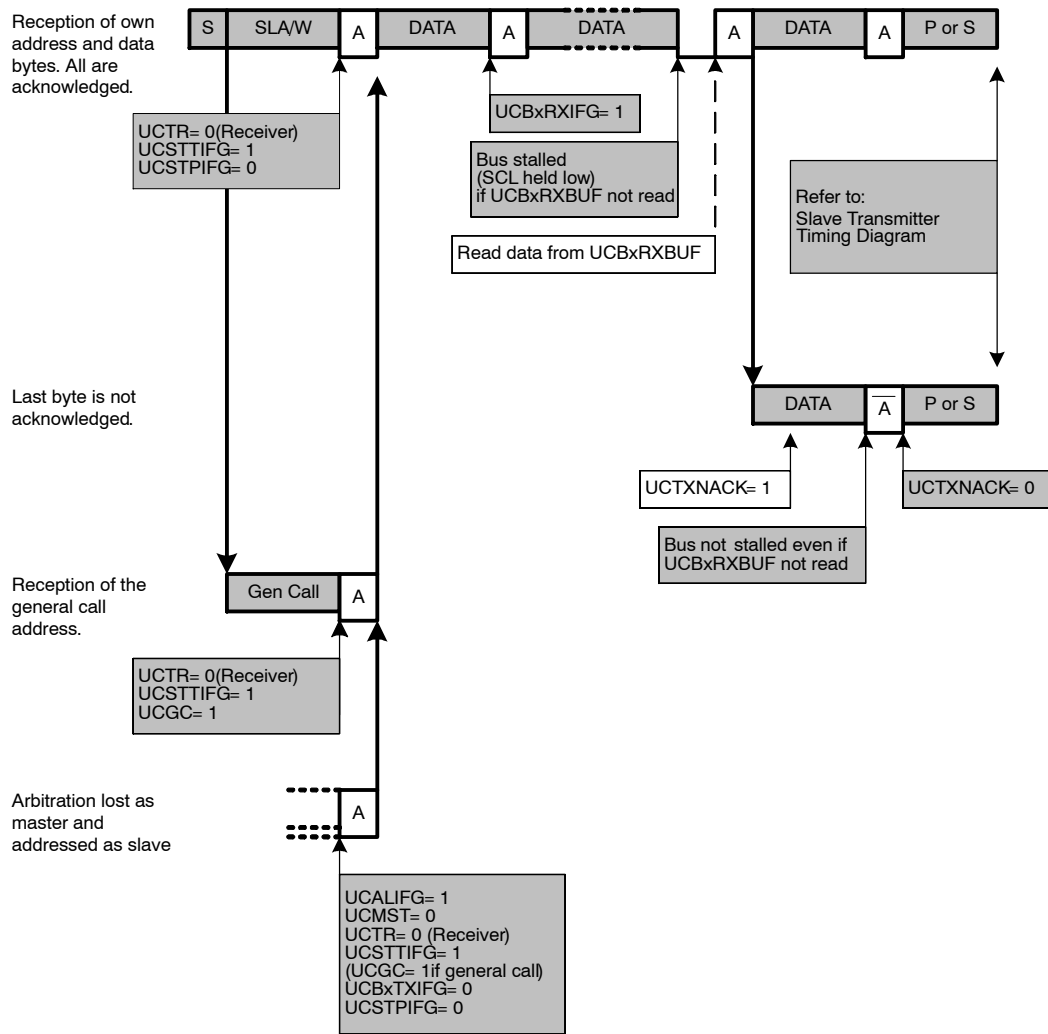 Reception of own
address and data
bytes. All are
acknowledged.
S SLA/W A DATA A DATA A DATA A P or S
UCTR= 0(Receiver)
UCSTTIFG= 1
UCSTPIFG= 0
UCBxRXIFG= 1
Bus stalled
(SCL held low)
if UCBxRXBUF not read
Read data from UCBxRXBUF
Refer to:
Slave Transmitter
Timing Diagram
Last byte is not
acknowledged.
DATA A P or S
UCTXNACK= 1
UCTXNACK= 0
Bus not stalled even if
UCBxRXBUF not read
Reception of the
general call
address.
Gen Call A
UCTR= 0(Receiver)
UCSTTIFG= 1
UCGC= 1
Arbitration lost as
master and
addressed as slave
A
UCALIFG= 1
UCMST= 0
UCTR= 0 (Receiver)
UCSTTIFG= 1
(UCGC= 1if general call)
UCBxTXIFG= 0
UCSTPIFG= 0